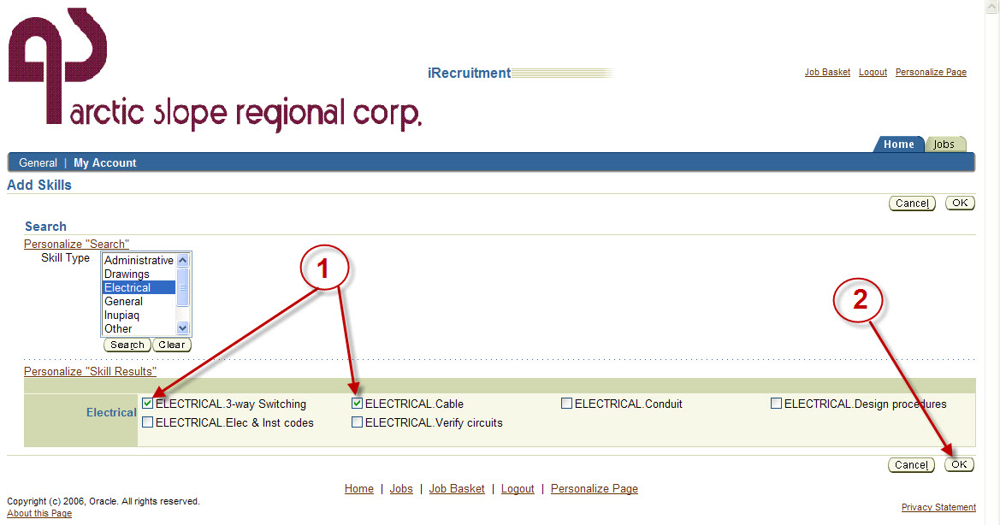 arctic slope regional corp.
iRecruitment
Job Basket Logout Personalize Page
Home Jobs
General | My Account
Add Skills
Cancel OK
Search
Personalize "Search"
Skill Type
Administrative
Drawings
Electrical
General
Inupiaq
Other
Search Clear
1
2
Personalize "Skill Results"
Electrical
ELECTRICAL.3-way Switching ELECTRICAL.Cable ELECTRICAL.Conduit ELECTRICAL.Design procedures
ELECTRICAL.Elec & Inst codes ELECTRICAL.Verify circuits
Cancel OK
Home | Jobs | Job Basket | Logout | Personalize Page
Copyright (c) 2006, Oracle. All rights reserved.
About this Page
Privacy Statement